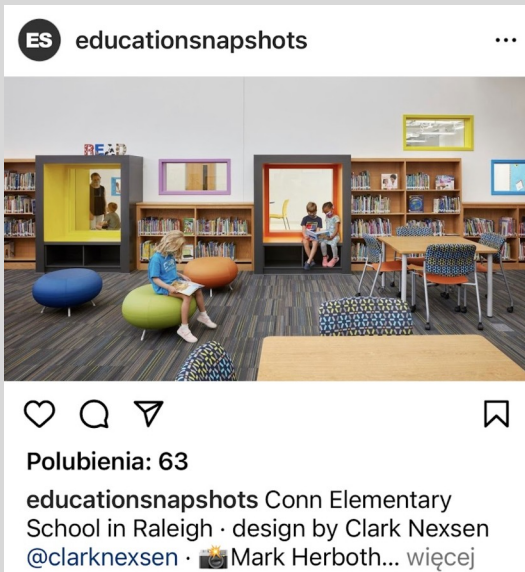 ES educationsnapshots
READ
Polubienia: 63
educationsnapshots Conn Elementary
School in Raleigh · design by Clark Nexsen
@clarknexsen · 📸Mark Herboth... więcej